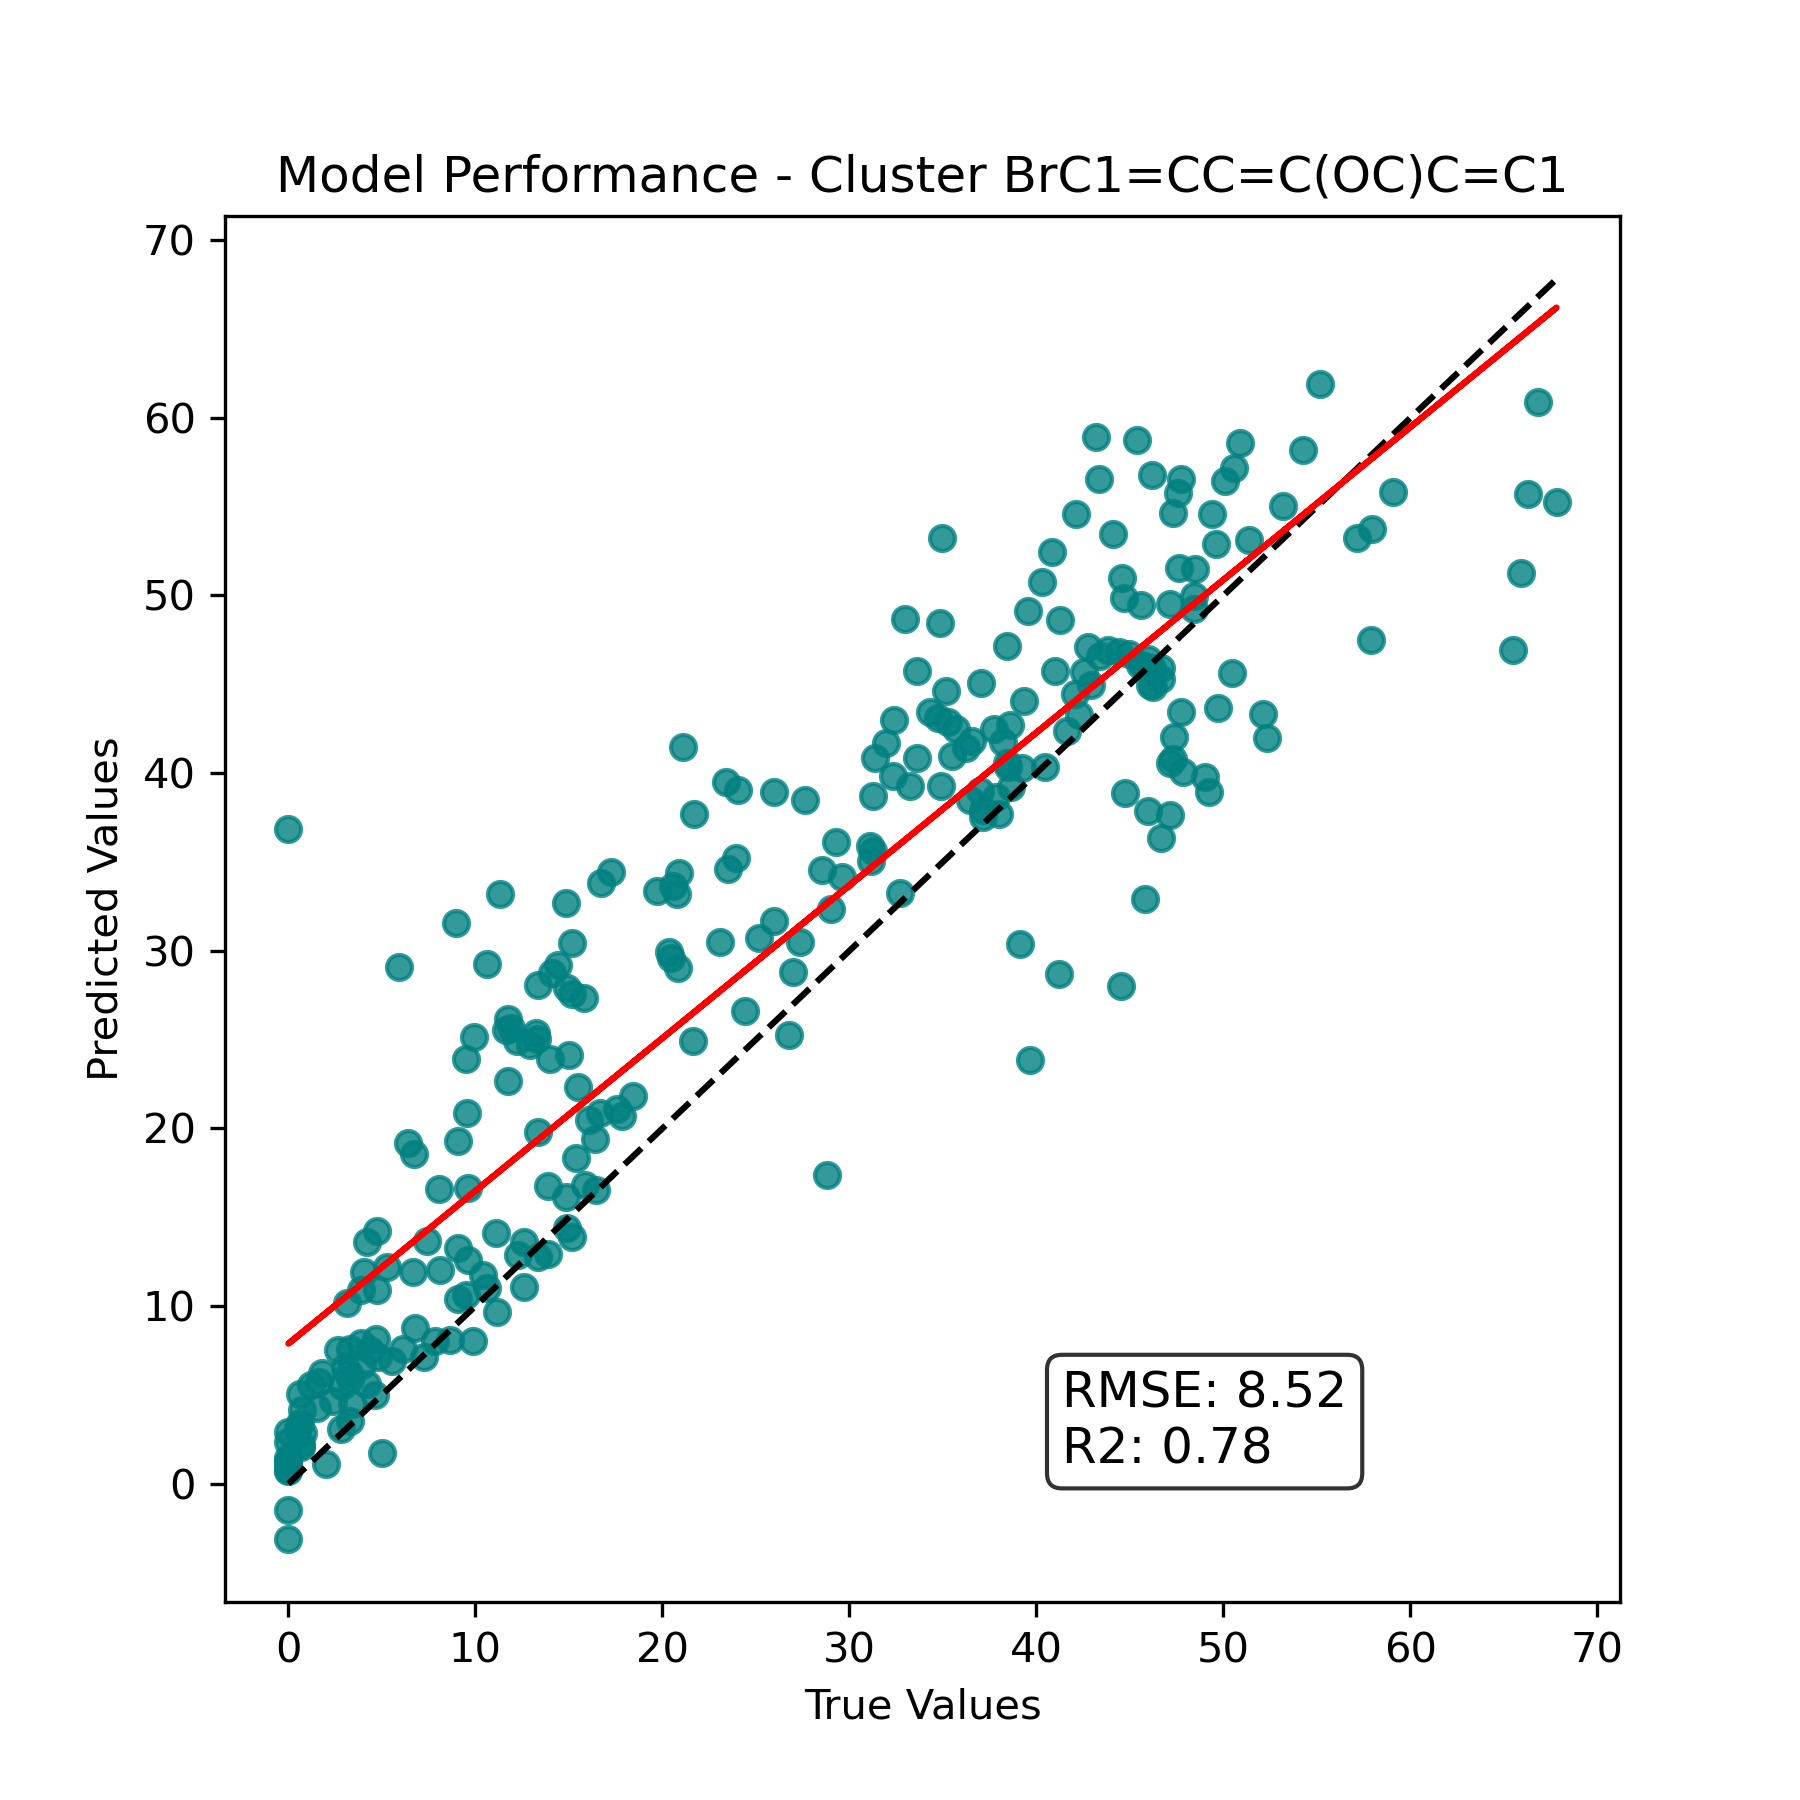 Model Performance - Cluster BrC1=CC=C(OC)C=C1
70
60
50
40
30
20
10
0
Predicted Values
RMSE: 8.52
R2: 0.78
0 10 20 30 40 50 60 70
True Values